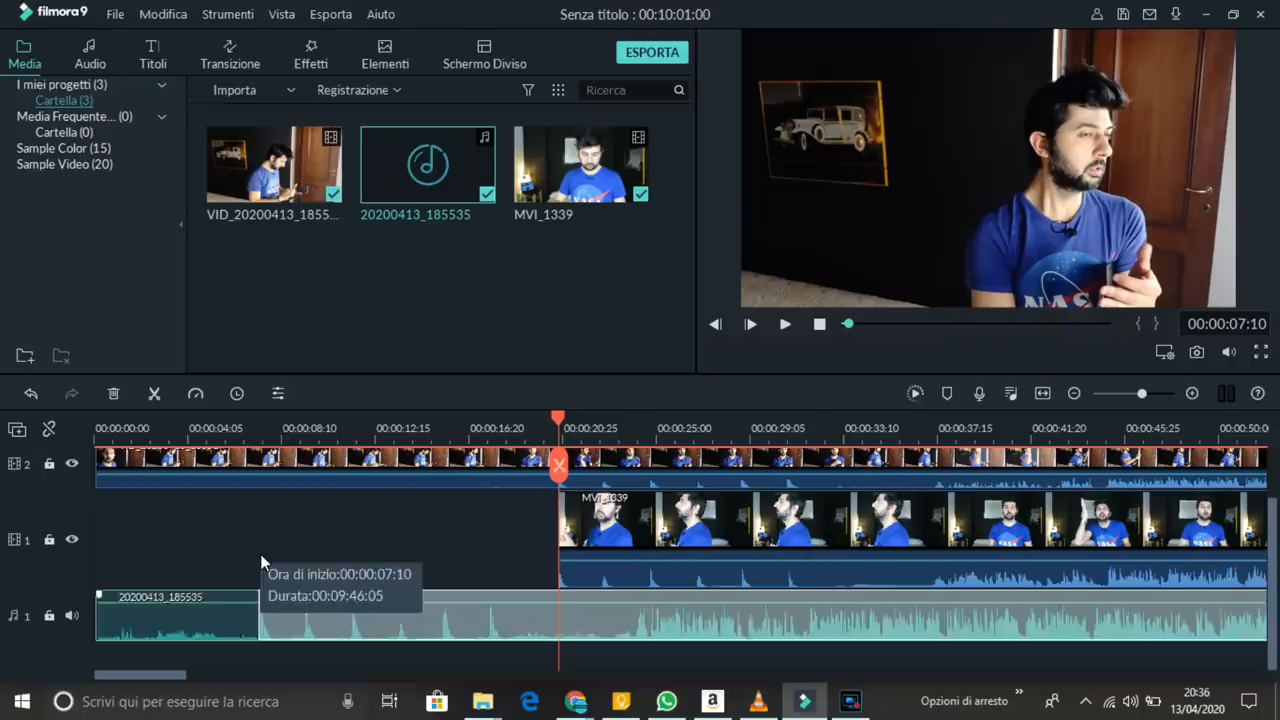 filmora9 File Modifica Strumenti Vista Esporta Aiuto Senza titolo : 00:10:01:00
Media Audio Titoli Transizione Effetti Elementi Schermo Diviso ESPORTA
I miei progetti (3)
Cartella (3)
Media Frequente... (0)
Cartella (0)
Sample Color (15)
Sample Video (20)
Importa Registrazione Ricerca
VID_20200413_1855... 20200413_185535 MVI_1339
NAS
00:00:07:10
00:00:00:00 00:00:04:05 00:00:08:10 00:00:12:15 00:00:16:20 00:00:20:25 00:00:25:00 00:00:29:05 00:00:33:10 00:00:37:15 00:00:41:20 00:00:45:25 00:00:50:0
2
MVI_1339
1
Ora di inizio:00:00:07:10
Durata:00:09:46:05
20200413_185535
1
Scrivi qui per eseguire la ricerca Opzioni di arresto » 20:36
13/04/2020